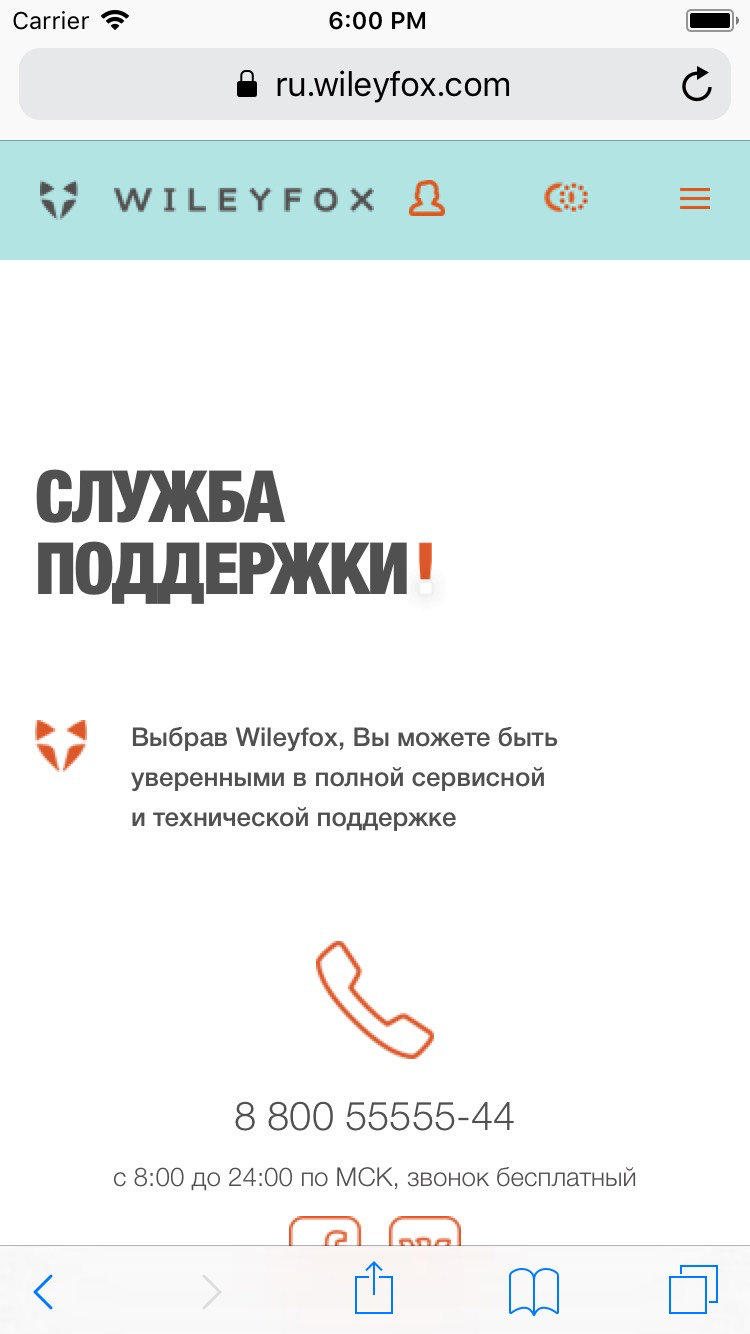 Carrier 6:00 PM
ru.wileyfox.com
WILEYFOX
СЛУЖБА
ПОДДЕРЖКИ!
Выбрав Wileyfox, Вы можете быть
уверенными в полной сервисной
и технической поддержке
8 800 55555-44
с 8:00 до 24:00 по МСК, звонок бесплатный